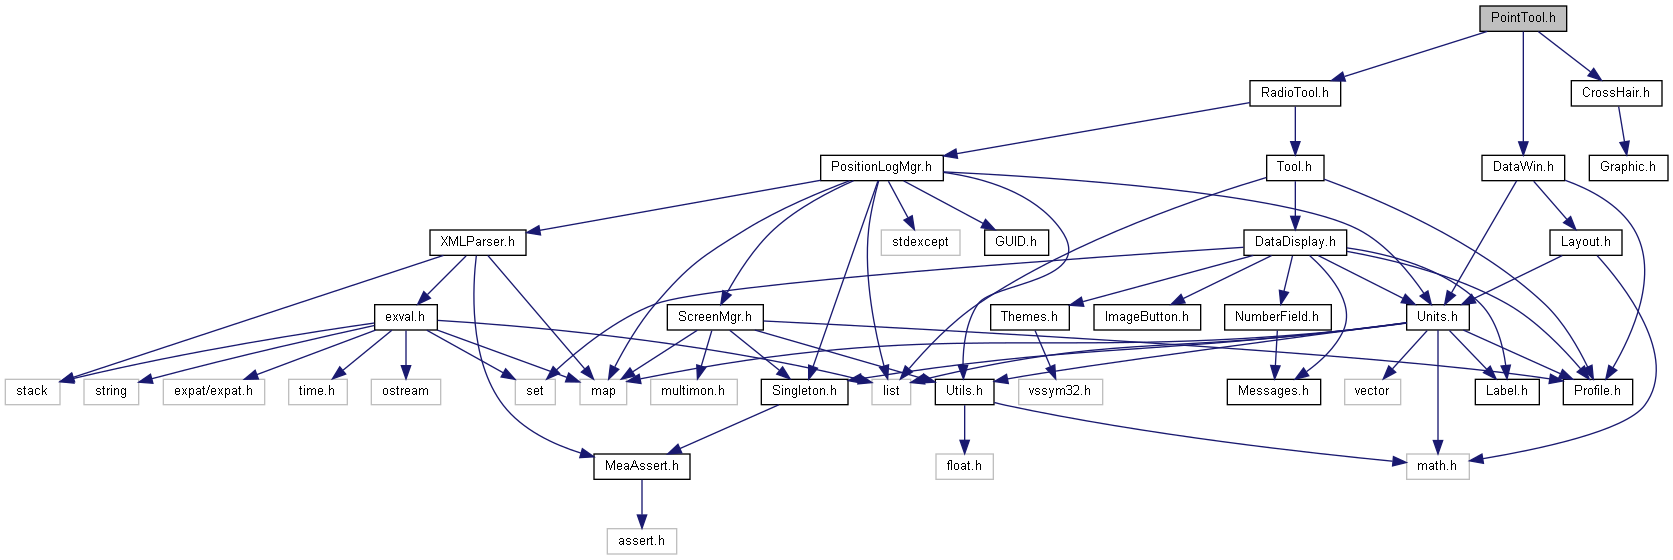 PointTool.h
RadioTool.h
CrossHair.h
PositionLogMgr.h
Tool.h
DataWin.h
Graphic.h
XMLParser.h
stdexcept
GUID.h
DataDisplay.h
Layout.h
exval.h
ScreenMgr.h
Themes.h
ImageButton.h
NumberField.h
Units.h
stack
string
expat/expat.h
time.h
ostream
set
map
multimon.h
Singleton.h
list
Utils.h
vssym32.h
Messages.h
vector
Label.h
Profile.h
MeaAssert.h
float.h
math.h
assert.h